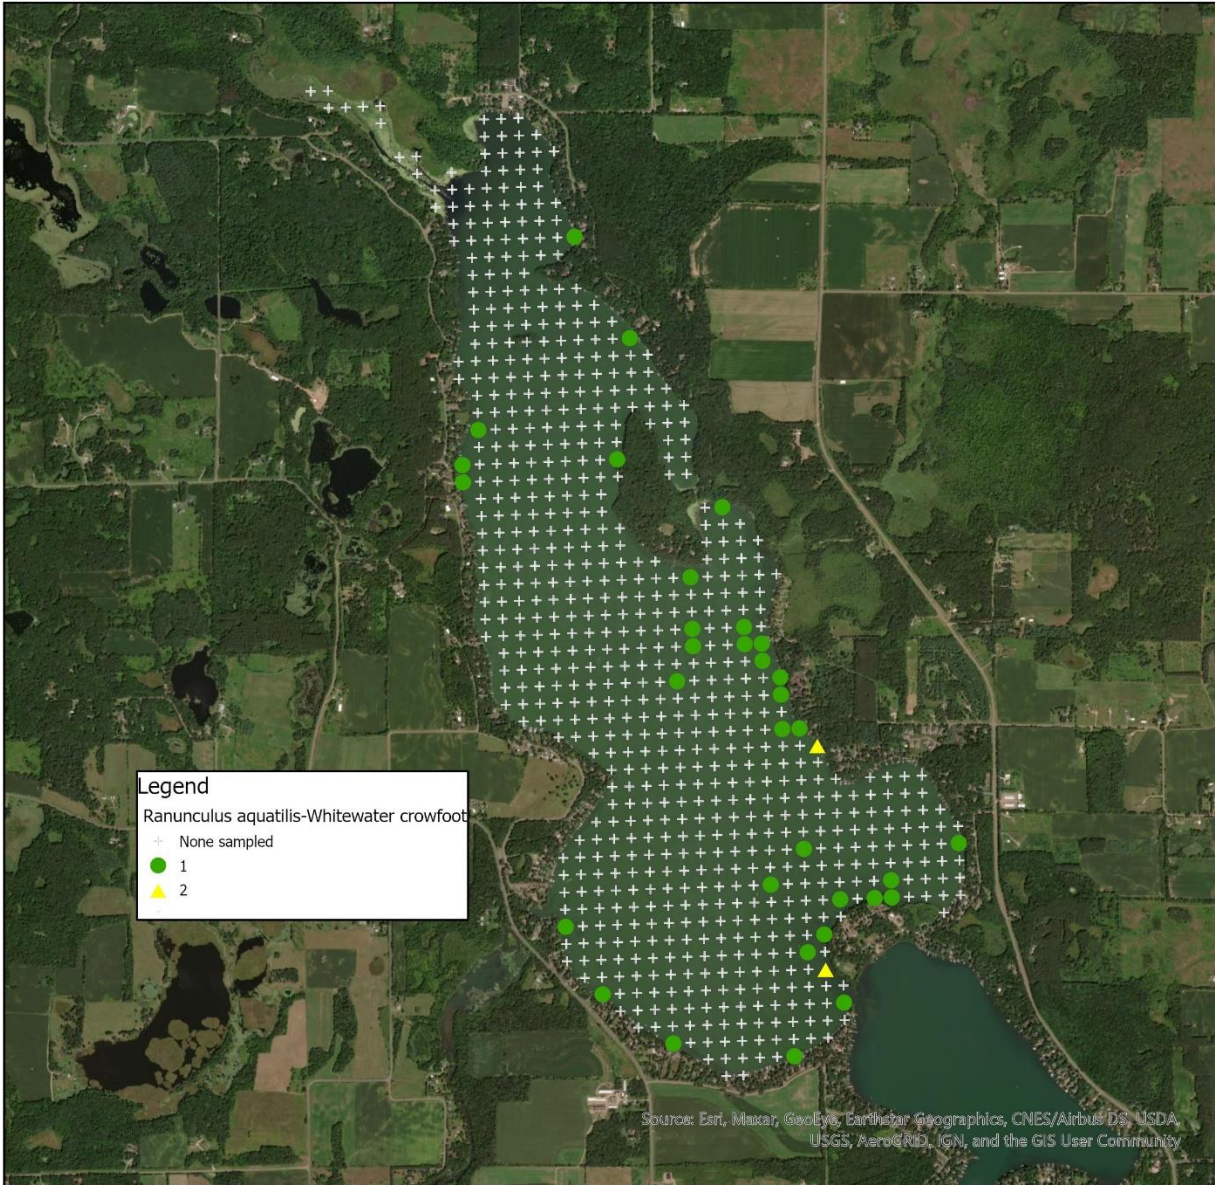 Legend
Ranunculus aquatilis-Whitewater crowfoot
None sampled
1
2
Source: Esri, Maxar, GeoEye, Earthstar Geographics, CNES/Airbus DS, USDA,
USGS, AeroGRID, IGN, and the GIS User Community